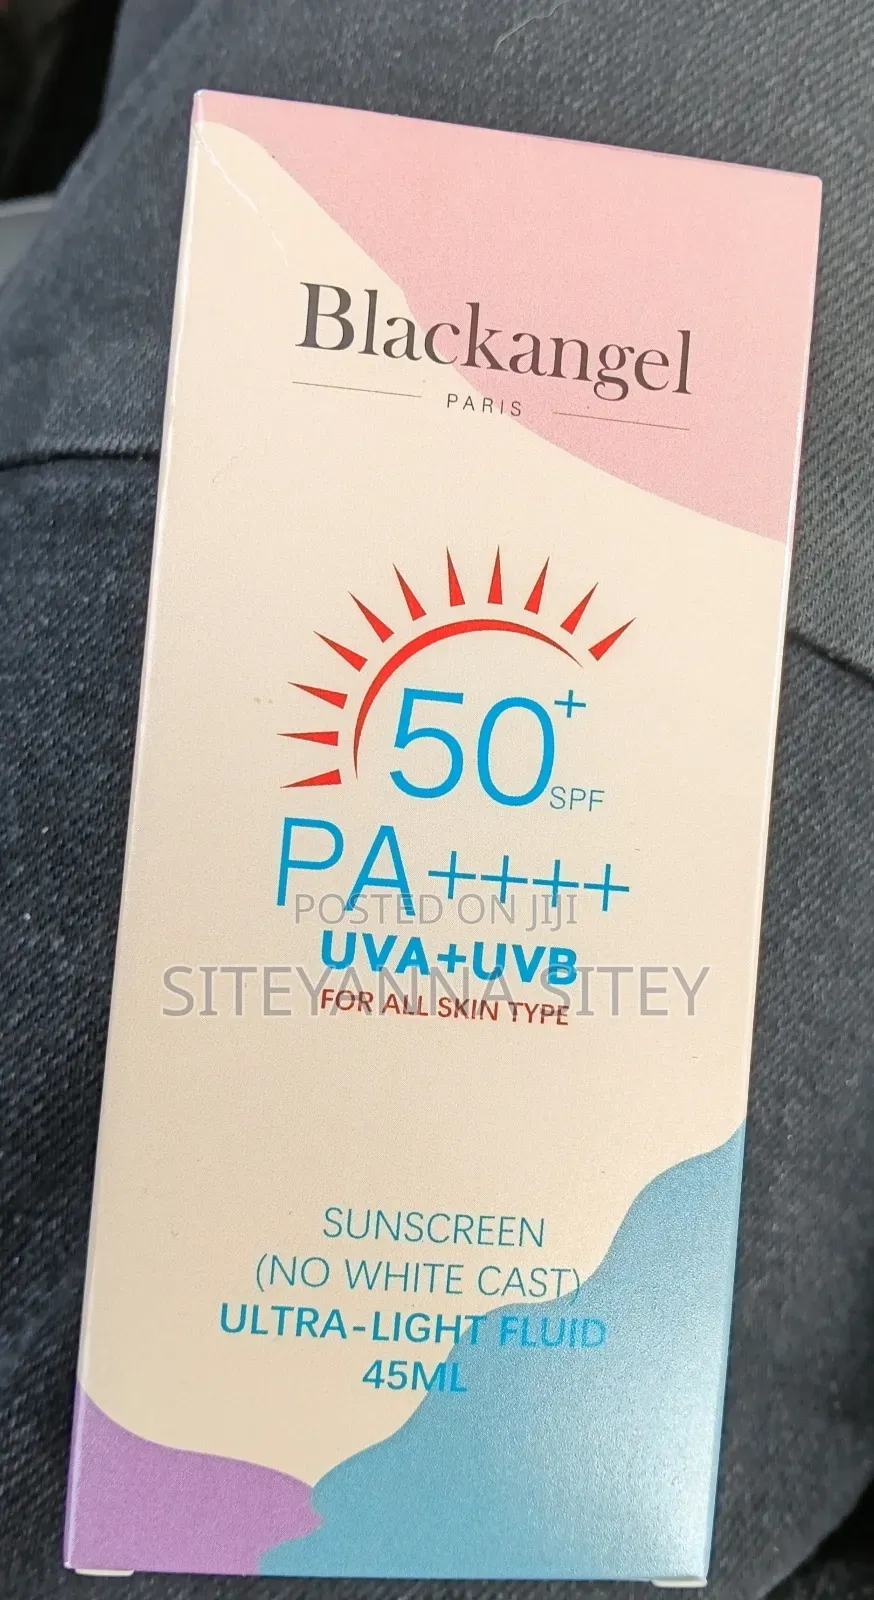 Blackangel
PARIS
50+
SPF
PA++++
POSTED ON JIJI
UVA+UVB
SITEYANNA SITEY
FOR ALL SKIN TYPE
SUNSCREEN
(NO WHITE CAST)
ULTRA-LIGHT FLUID
45ML